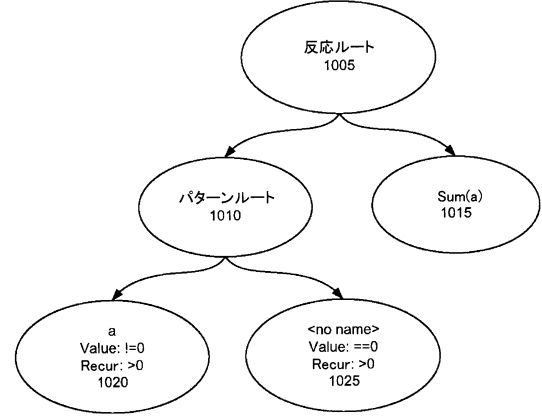 反応ルート
1005
パターンルート
1010
Sum(a)
1015
a
Value: !=0
Recur: >0
1020
<no name>
Value: ==0
Recur: >0
1025